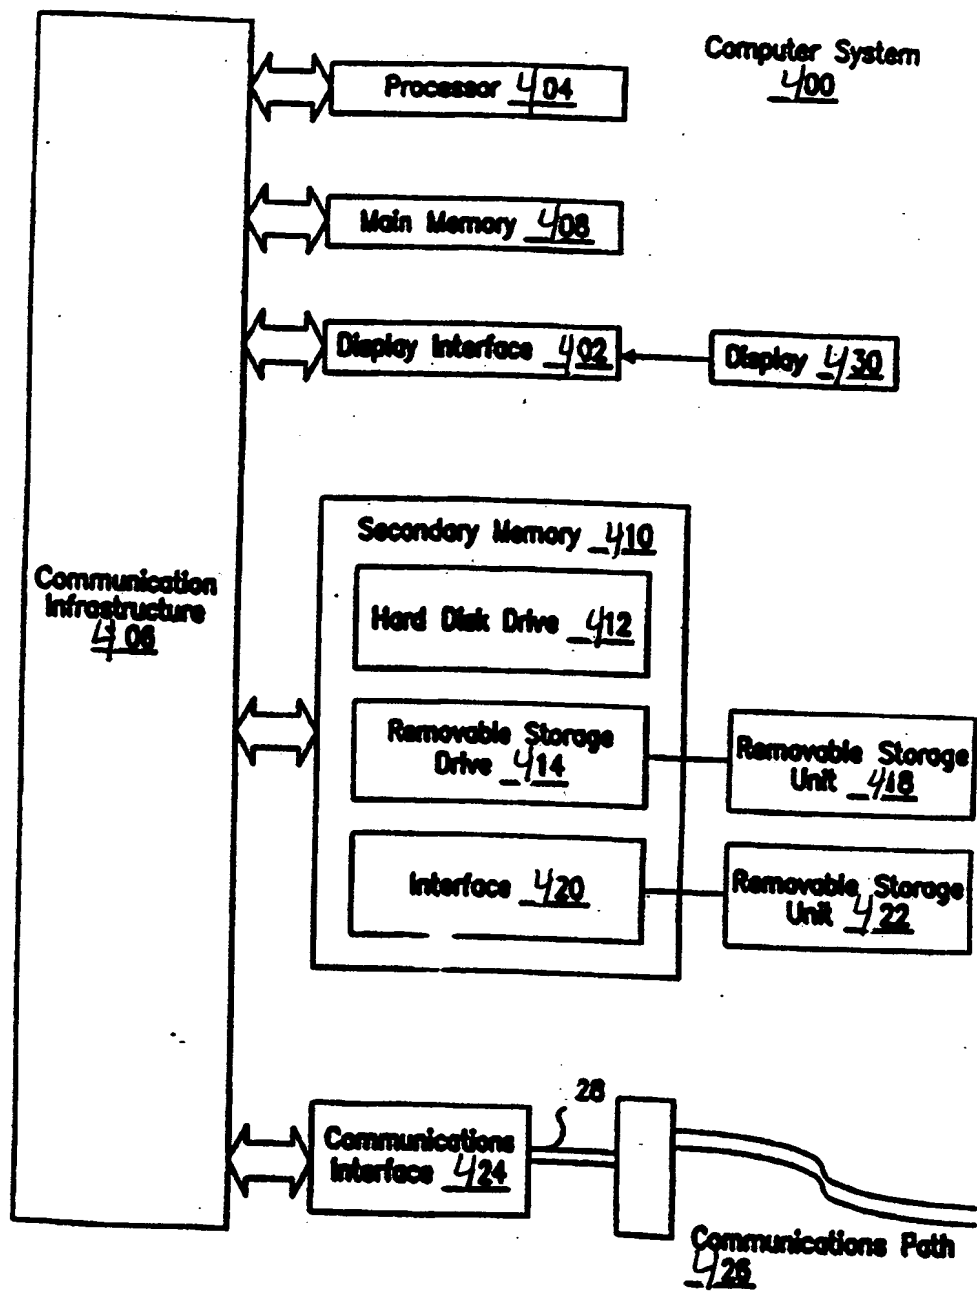 Computer System
400
Processor 404
Main Memory 408
Display Interface 402
Display 430
Secondary Memory 410
Hard Disk Drive 412
Communication
Infrastructure
406
Removable Storage
Drive 414
Removable Storage
Unit 418
Interface 420
Removable Storage
Unit 422
28
Communications
Interface 424
Communications Path
426